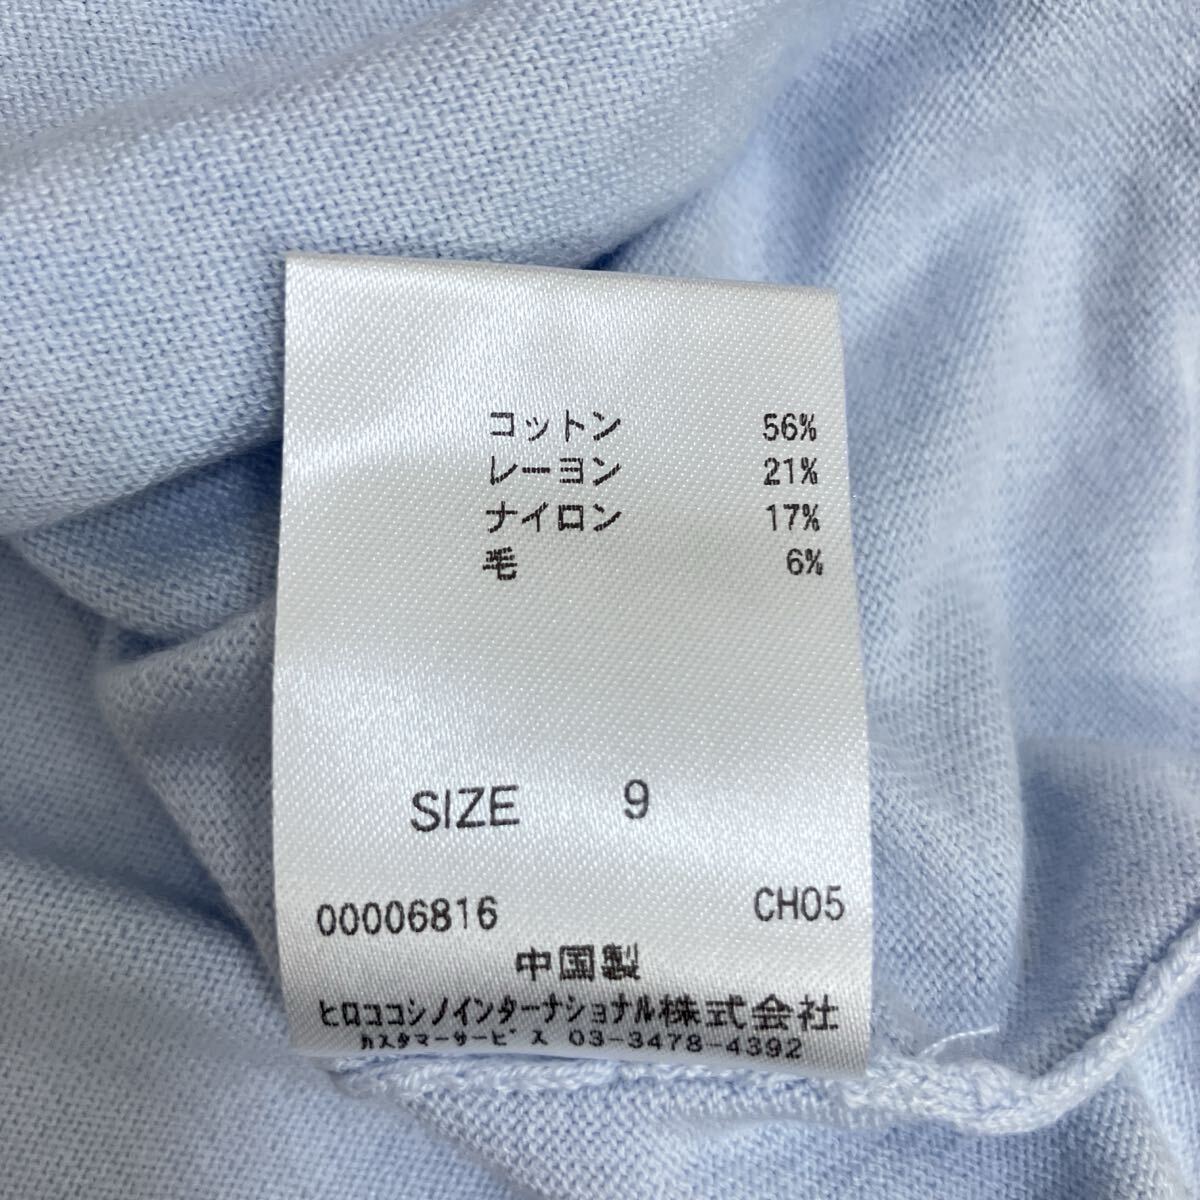 コットン 56%
レーヨン 21%
ナイロン 17%
毛 6%
SIZE 9
00006816 CH05
中国製
ヒロココシノインターナショナル株式会社
カスタマーサービス 03-3478-4392